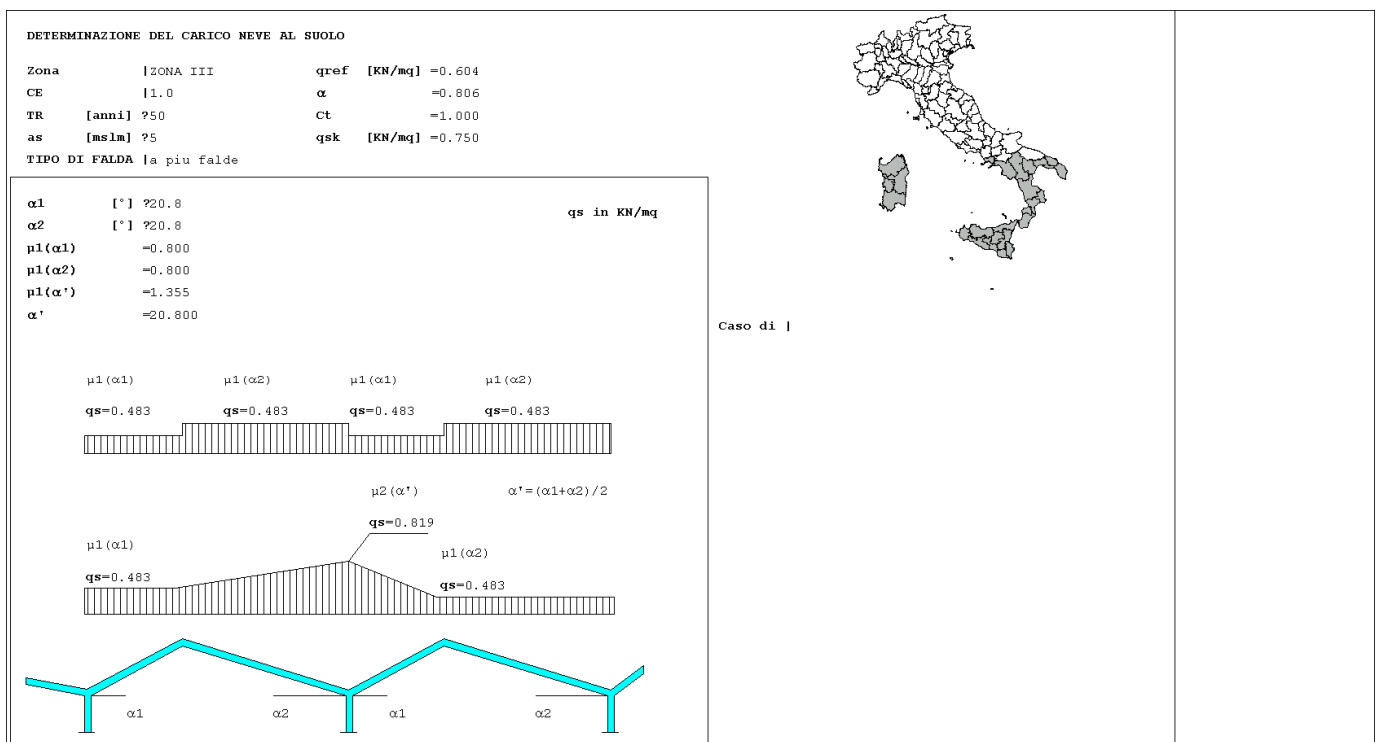 DETERMINAZIONE DEL CARICO NEVE AL SUOLO
Zona |ZONA III qref [KN/mq] =0.604
CE |1.0 α =0.806
TR [anni] ?50 Ct =1.000
as [mslm] ?5 qsk [KN/mq] =0.750
TIPO DI FALDA |a piu falde
α1 [°] ?20.8
qs in KN/mq
α2 [°] ?20.8
µ1(α1) =0.800
µ1(α2) =0.800
µ1(α') =1.355
α' =20.800
Caso di |
µ1(α1) µ1(α2) µ1(α1) µ1(α2)
qs=0.483 qs=0.483 qs=0.483 qs=0.483
µ2(α') α'=(α1+α2)/2
qs=0.819
µ1(α1)
µ1(α2)
qs=0.483
qs=0.483
α1 α2 α1 α2